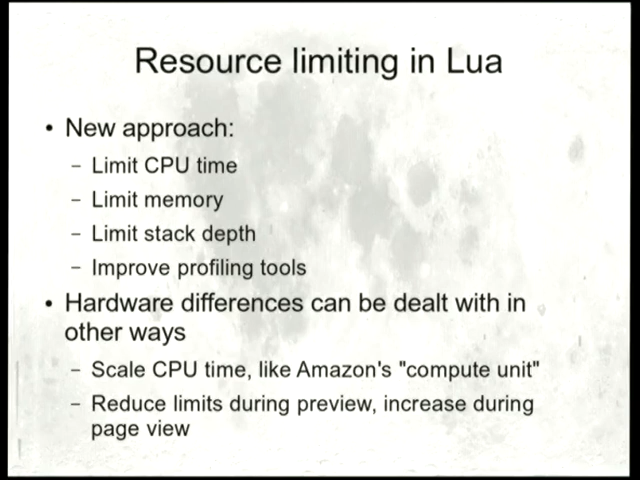 Resource limiting in Lua
• New approach:
– Limit CPU time
– Limit memory
– Limit stack depth
– Improve profiling tools
• Hardware differences can be dealt with in
other ways
– Scale CPU time, like Amazon's "compute unit"
– Reduce limits during preview, increase during
page view